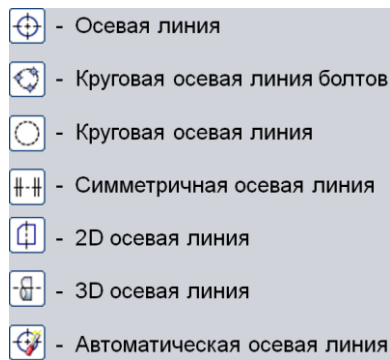 - Осевая линия
- Круговая осевая линия болтов
- Круговая осевая линия
- Симметричная осевая линия
- 2D осевая линия
- 3D осевая линия
- Автоматическая осевая линия